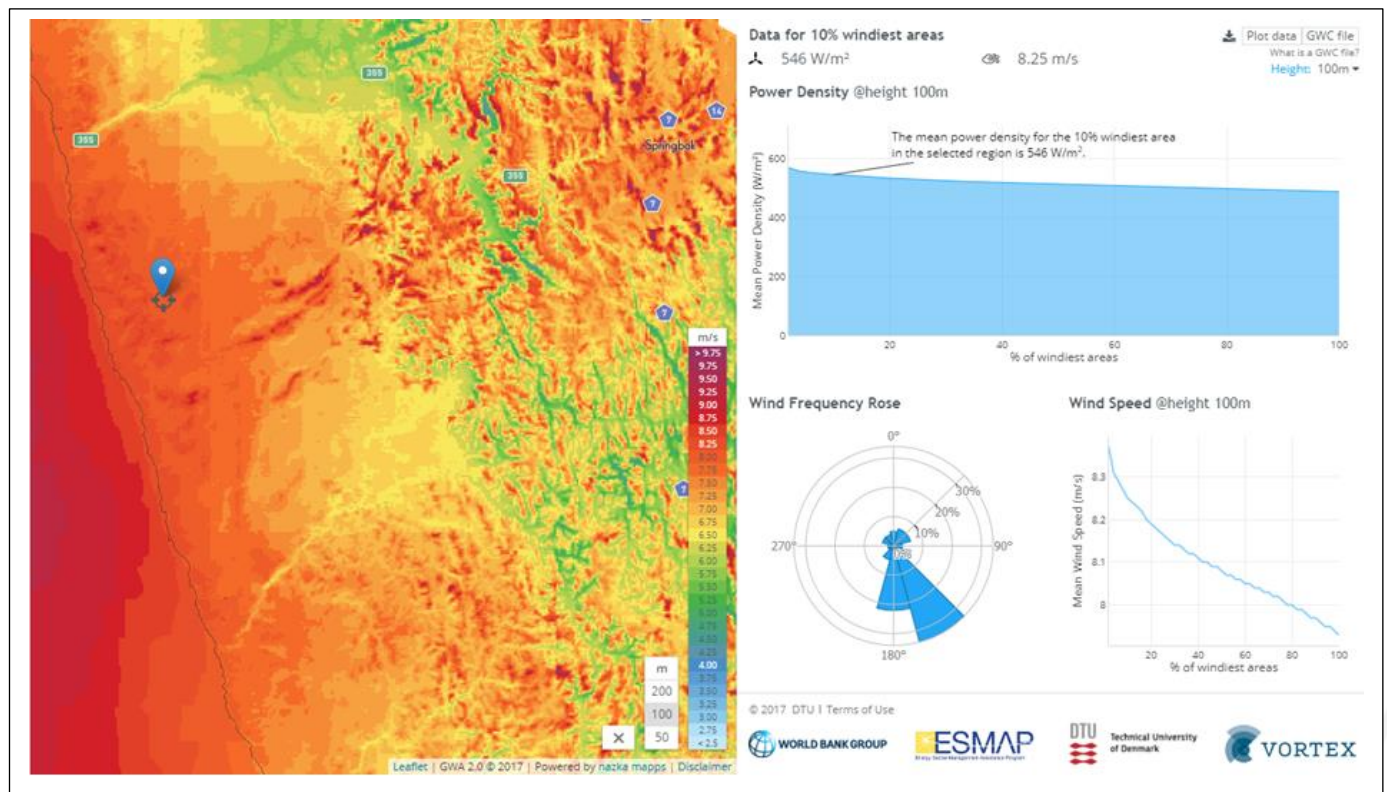 355
355
355
7
14
Springbok
7
7
7
m/s
> 9.75
9.75
9.50
9.25
9.00
8.75
8.50
8.25
8.00
7.75
7.50
7.25
7.00
6.75
6.50
6.25
6.00
5.75
5.50
5.25
5.00
4.75
4.50
4.25
4.00
3.75
3.50
3.25
3.00
2.75
< 2.5
m
200
100
50
Leaflet | GWA 2.0 © 2017 | Powered by nazka mapps | Disclaimer
Data for 10% windiest areas
546 W/m²
8.25 m/s
Plot data GWC file
What is a GWC file?
Height: 100m
Power Density @height 100m
The mean power density for the 10% windiest area
in the selected region is 546 W/m².
Mean Power Density (W/m²)
600
400
200
0
20 40 60 80 100
% of windiest areas
Wind Frequency Rose
0°
30%
20%
10%
0%
270°
90°
180°
Wind Speed @height 100m
Mean Wind Speed (m/s)
8.3
8.2
8.1
8
20 40 60 80 100
% of windiest areas
© 2017 DTU | Terms of Use
WORLD BANK GROUP
ESMAP
Energy Sector Management Assistance Program
DTU
Technical University
of Denmark
VORTEX